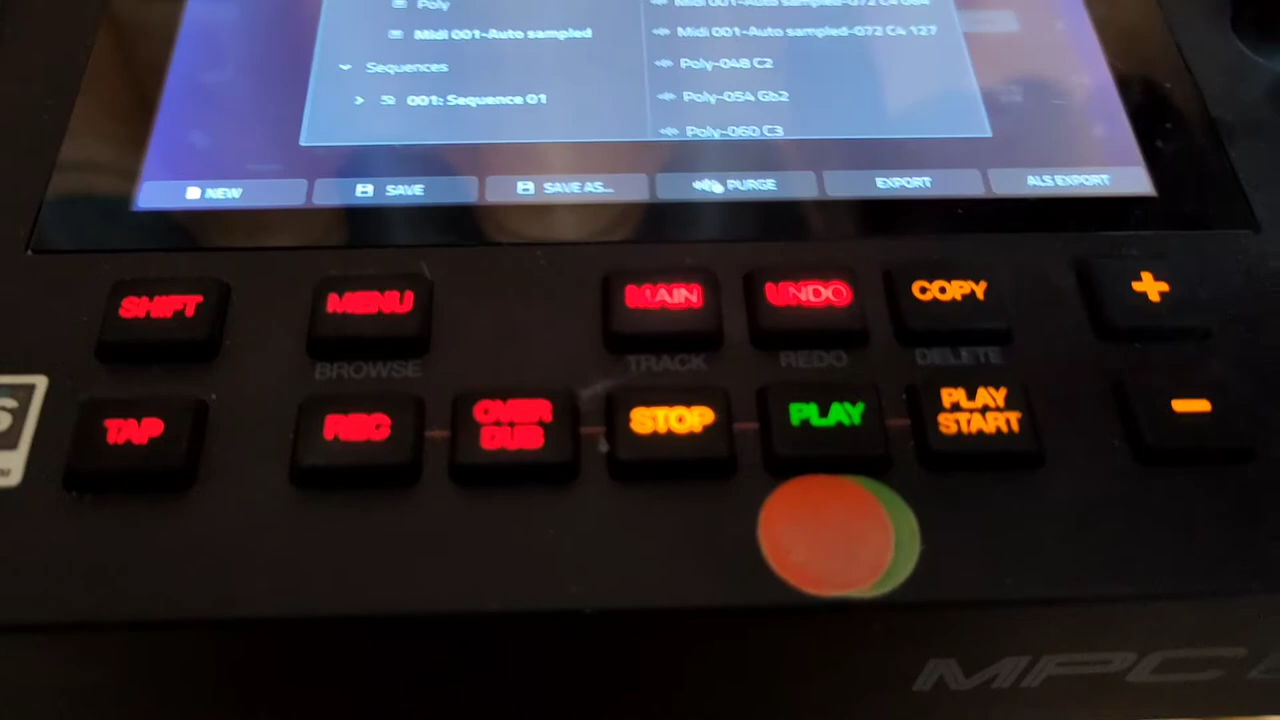 Poly
Midi 001-Auto sampled
Sequences
001: Sequence 01
Midi 001-Auto sampled-072 C4 064
Midi 001-Auto sampled-072 C4 127
Poly-048 C2
Poly-054 Gb2
Poly-060 C3
NEW
SAVE
SAVE AS...
PURGE
EXPORT
ALS EXPORT
SHIFT
MENU
MAIN
UNDO
COPY
+
BROWSE
TRACK
REDO
DELETE
TAP
REC
OVER
DUB
STOP
PLAY
PLAY
START
-
MPC